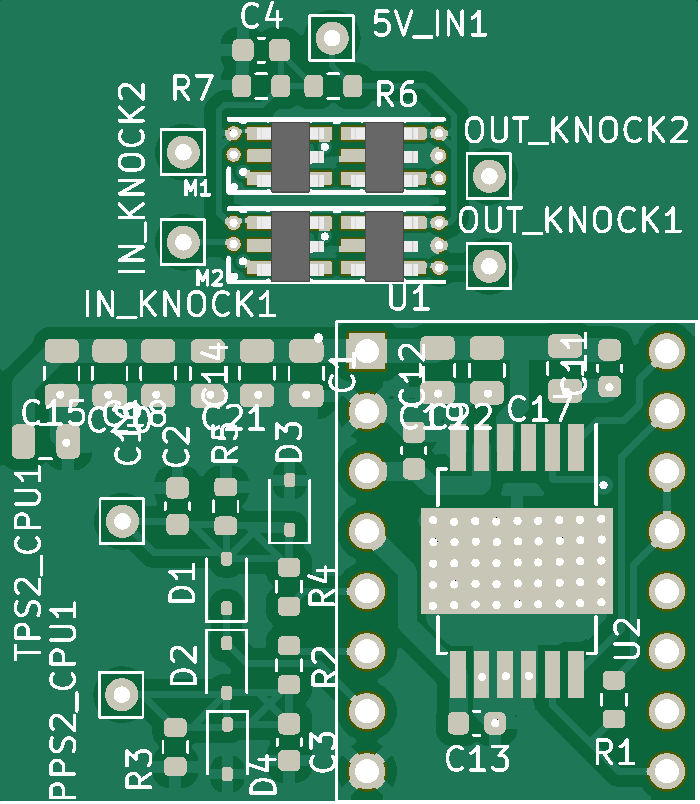 C4
5V_IN1
R7
R6
IN_KNOCK2
OUT_KNOCK2
M1
OUT_KNOCK1
M2
IN_KNOCK1
U1
C14
C1
C12
C11
C15
C18
C21
C19
C22
C17
C2
R5
D3
TPS2_CPU1
D1
R4
D2
R2
U2
PPS2_CPU1
R3
D4
C3
C13
R1